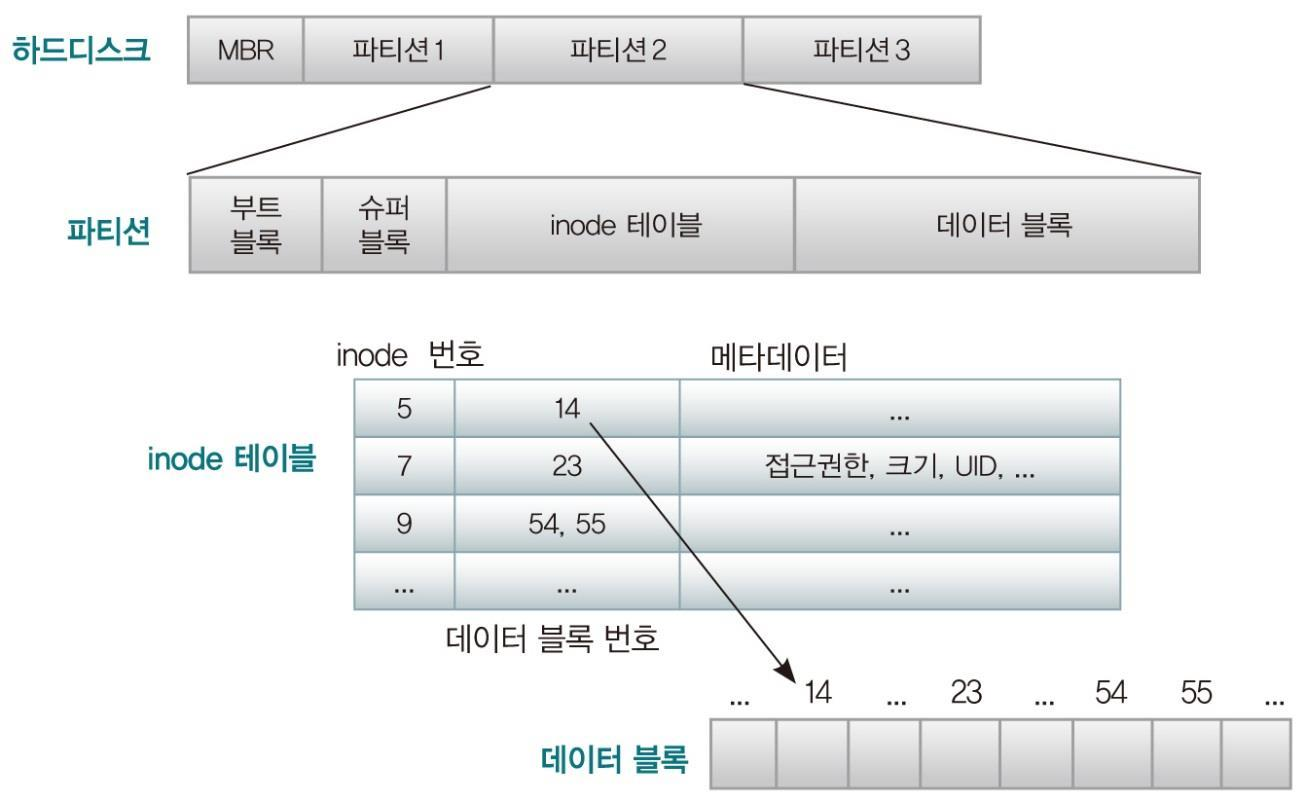 하드디스크 MBR 파티션1 파티션2 파티션3
파티션 부트 블록 슈퍼 블록 inode 테이블 데이터 블록
inode 번호 메타데이터
inode 테이블
5 14 ...
7 23 접근권한, 크기, UID, ...
9 54, 55 ...
... ... ...
데이터 블록 번호
... 14 ... 23 ... 54 55 ...
데이터 블록